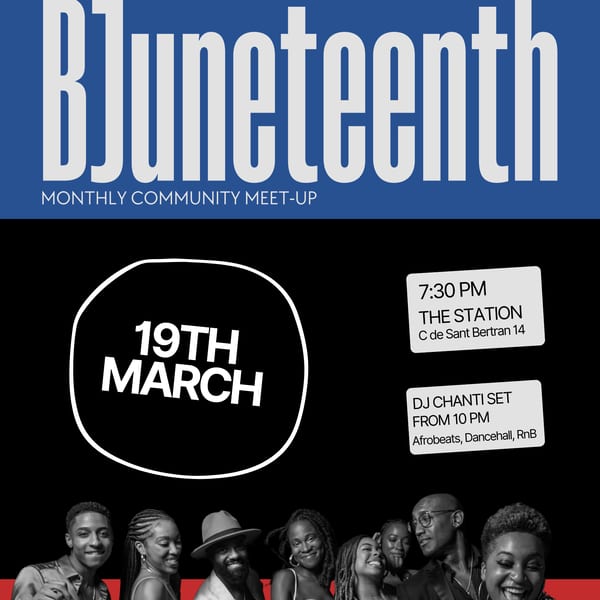 BJuneteenth
MONTHLY COMMUNITY MEET-UP
19TH
MARCH
7:30 PM
THE STATION
C de Sant Bertran 14
DJ CHANTI SET
FROM 10 PM
Afrobeats, Dancehall, RnB